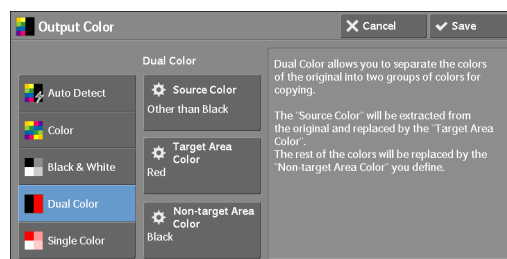 Output Color
Cancel
Save
Auto Detect
Color
Black & White
Dual Color
Single Color
Dual Color
Source Color
Other than Black
Target Area
Color
Red
Non-target Area
Color
Black
Dual Color allows you to separate the colors
of the original into two groups of colors for
copying.
The "Source Color" will be extracted from
the original and replaced by the "Target Area
Color".
The rest of the colors will be replaced by the
"Non-target Area Color" you define.